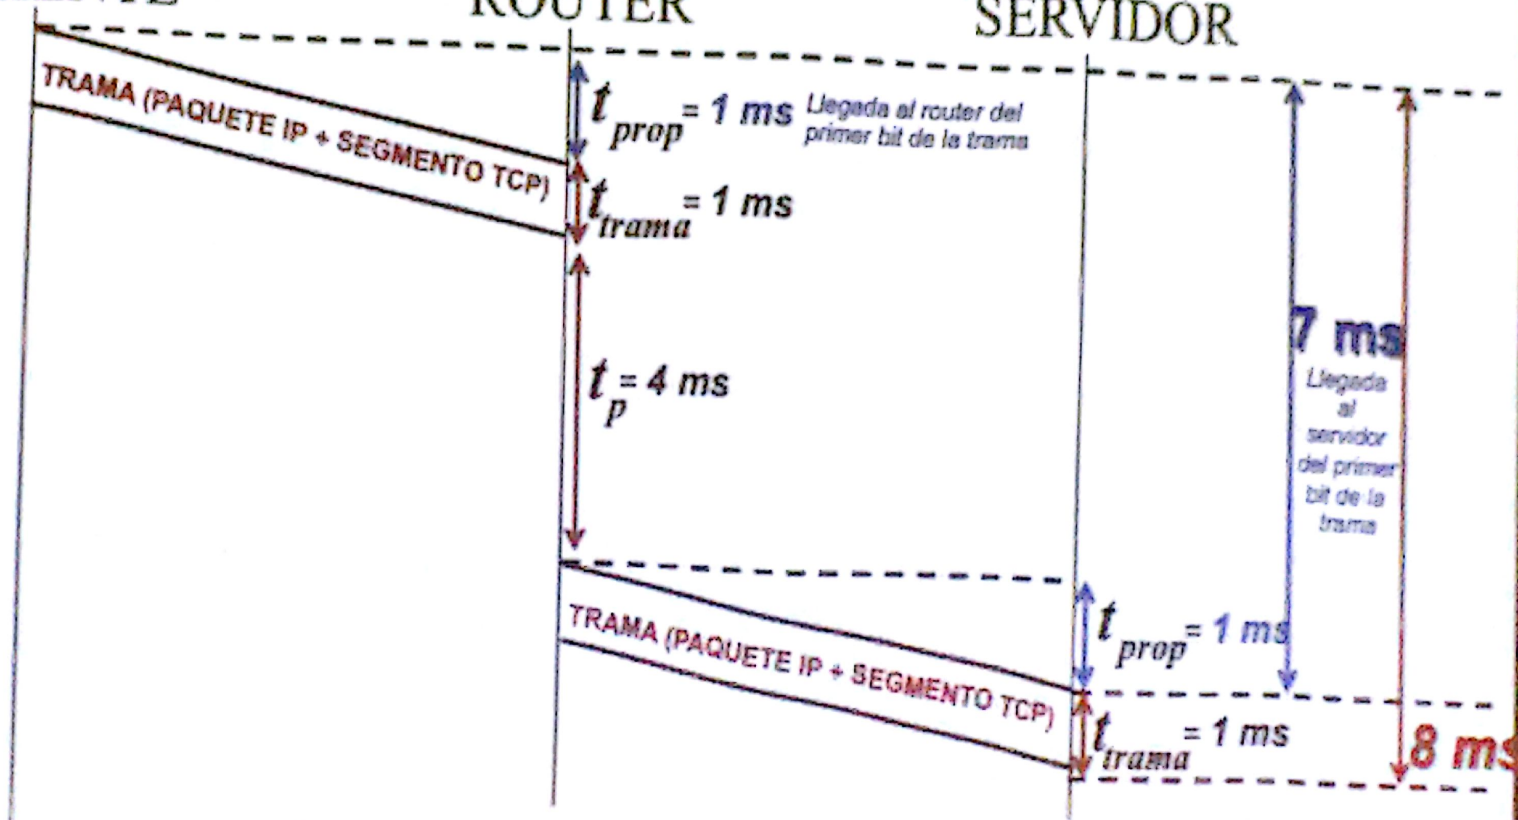 ROUTER
SERVIDOR
TRAMA (PAQUETE IP + SEGMENTO TCP)
t prop = 1 ms
Llegada al router del
primer bit de la trama
t trama = 1 ms
t p = 4 ms
7 ms
Llegada
al
servidor
del primer
bit de la
trama
TRAMA (PAQUETE IP + SEGMENTO TCP)
t prop = 1 ms
t trama = 1 ms
8 ms